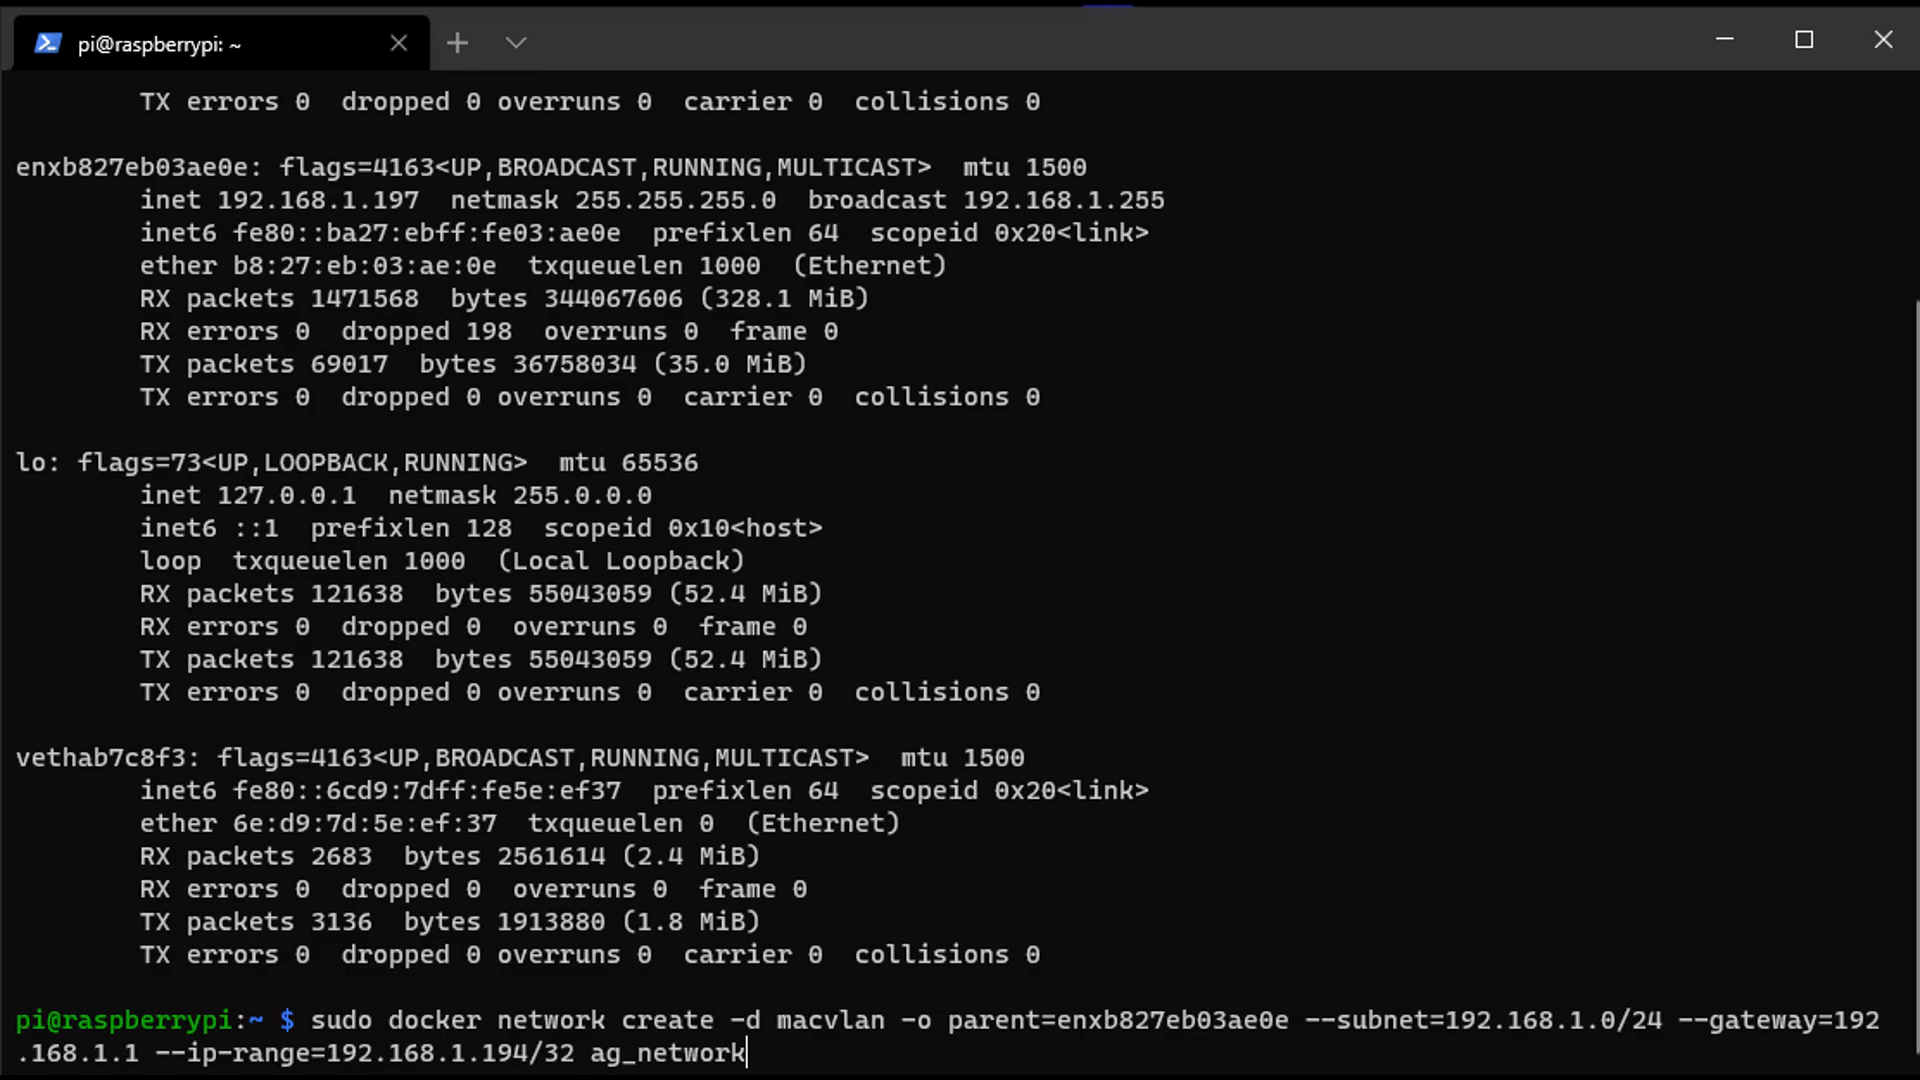 pi@raspberrypi: ~
TX errors 0  dropped 0 overruns 0  carrier 0  collisions 0
enxb827eb03ae0e: flags=4163<UP,BROADCAST,RUNNING,MULTICAST>  mtu 1500
inet 192.168.1.197  netmask 255.255.255.0  broadcast 192.168.1.255
inet6 fe80::ba27:ebff:fe03:ae0e  prefixlen 64  scopeid 0x20<link>
ether b8:27:eb:03:ae:0e  txqueuelen 1000  (Ethernet)
RX packets 1471568  bytes 344067606 (328.1 MiB)
RX errors 0  dropped 198  overruns 0  frame 0
TX packets 69017  bytes 36758034 (35.0 MiB)
TX errors 0  dropped 0 overruns 0  carrier 0  collisions 0
lo: flags=73<UP,LOOPBACK,RUNNING>  mtu 65536
inet 127.0.0.1  netmask 255.0.0.0
inet6 ::1  prefixlen 128  scopeid 0x10<host>
loop  txqueuelen 1000  (Local Loopback)
RX packets 121638  bytes 55043059 (52.4 MiB)
RX errors 0  dropped 0  overruns 0  frame 0
TX packets 121638  bytes 55043059 (52.4 MiB)
TX errors 0  dropped 0 overruns 0  carrier 0  collisions 0
vethab7c8f3: flags=4163<UP,BROADCAST,RUNNING,MULTICAST>  mtu 1500
inet6 fe80::6cd9:7dff:fe5e:ef37  prefixlen 64  scopeid 0x20<link>
ether 6e:d9:7d:5e:ef:37  txqueuelen 0  (Ethernet)
RX packets 2683  bytes 2561614 (2.4 MiB)
RX errors 0  dropped 0  overruns 0  frame 0
TX packets 3136  bytes 1913880 (1.8 MiB)
TX errors 0  dropped 0 overruns 0  carrier 0  collisions 0
pi@raspberrypi:~ $ sudo docker network create -d macvlan -o parent=enxb827eb03ae0e --subnet=192.168.1.0/24 --gateway=192
.168.1.1 --ip-range=192.168.1.194/32 ag_network